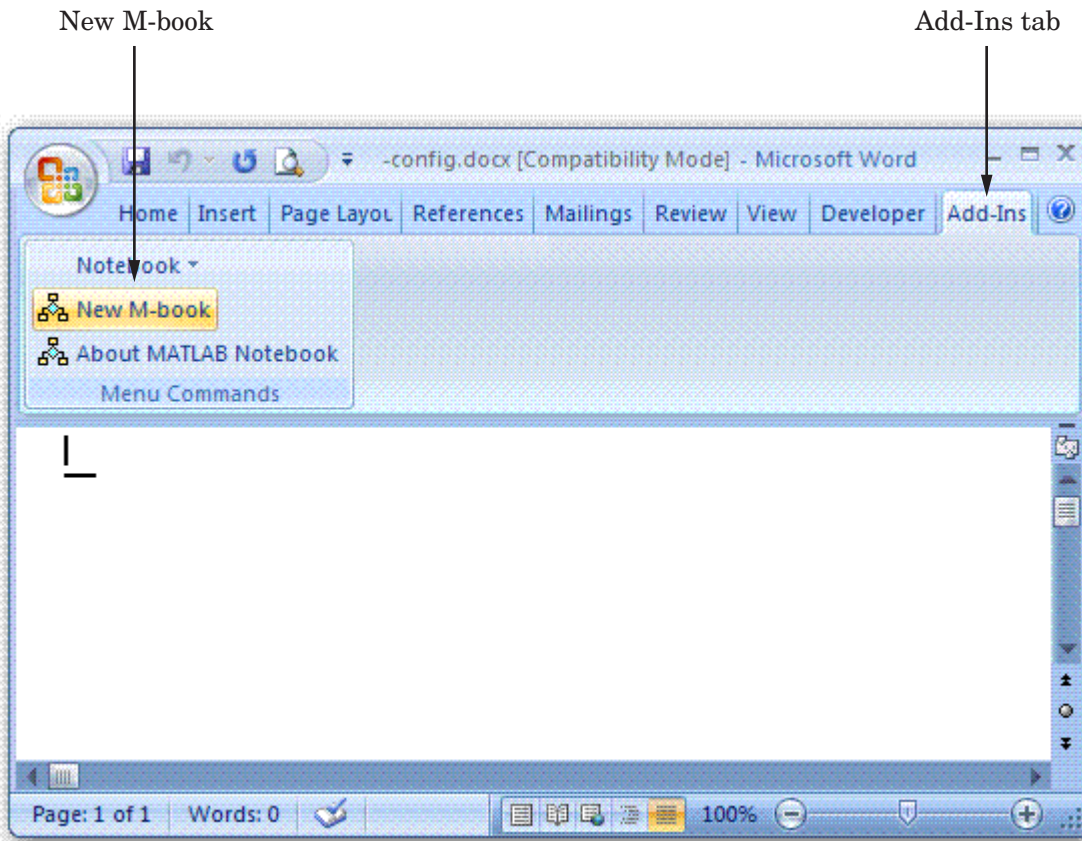 New M-book Add-Ins tab
-config.docx [Compatibility Mode] - Microsoft Word
Home Insert Page Layou References Mailings Review View Developer Add-Ins
Notebook
New M-book
About MATLAB Notebook
Menu Commands
Page: 1 of 1 Words: 0 100%